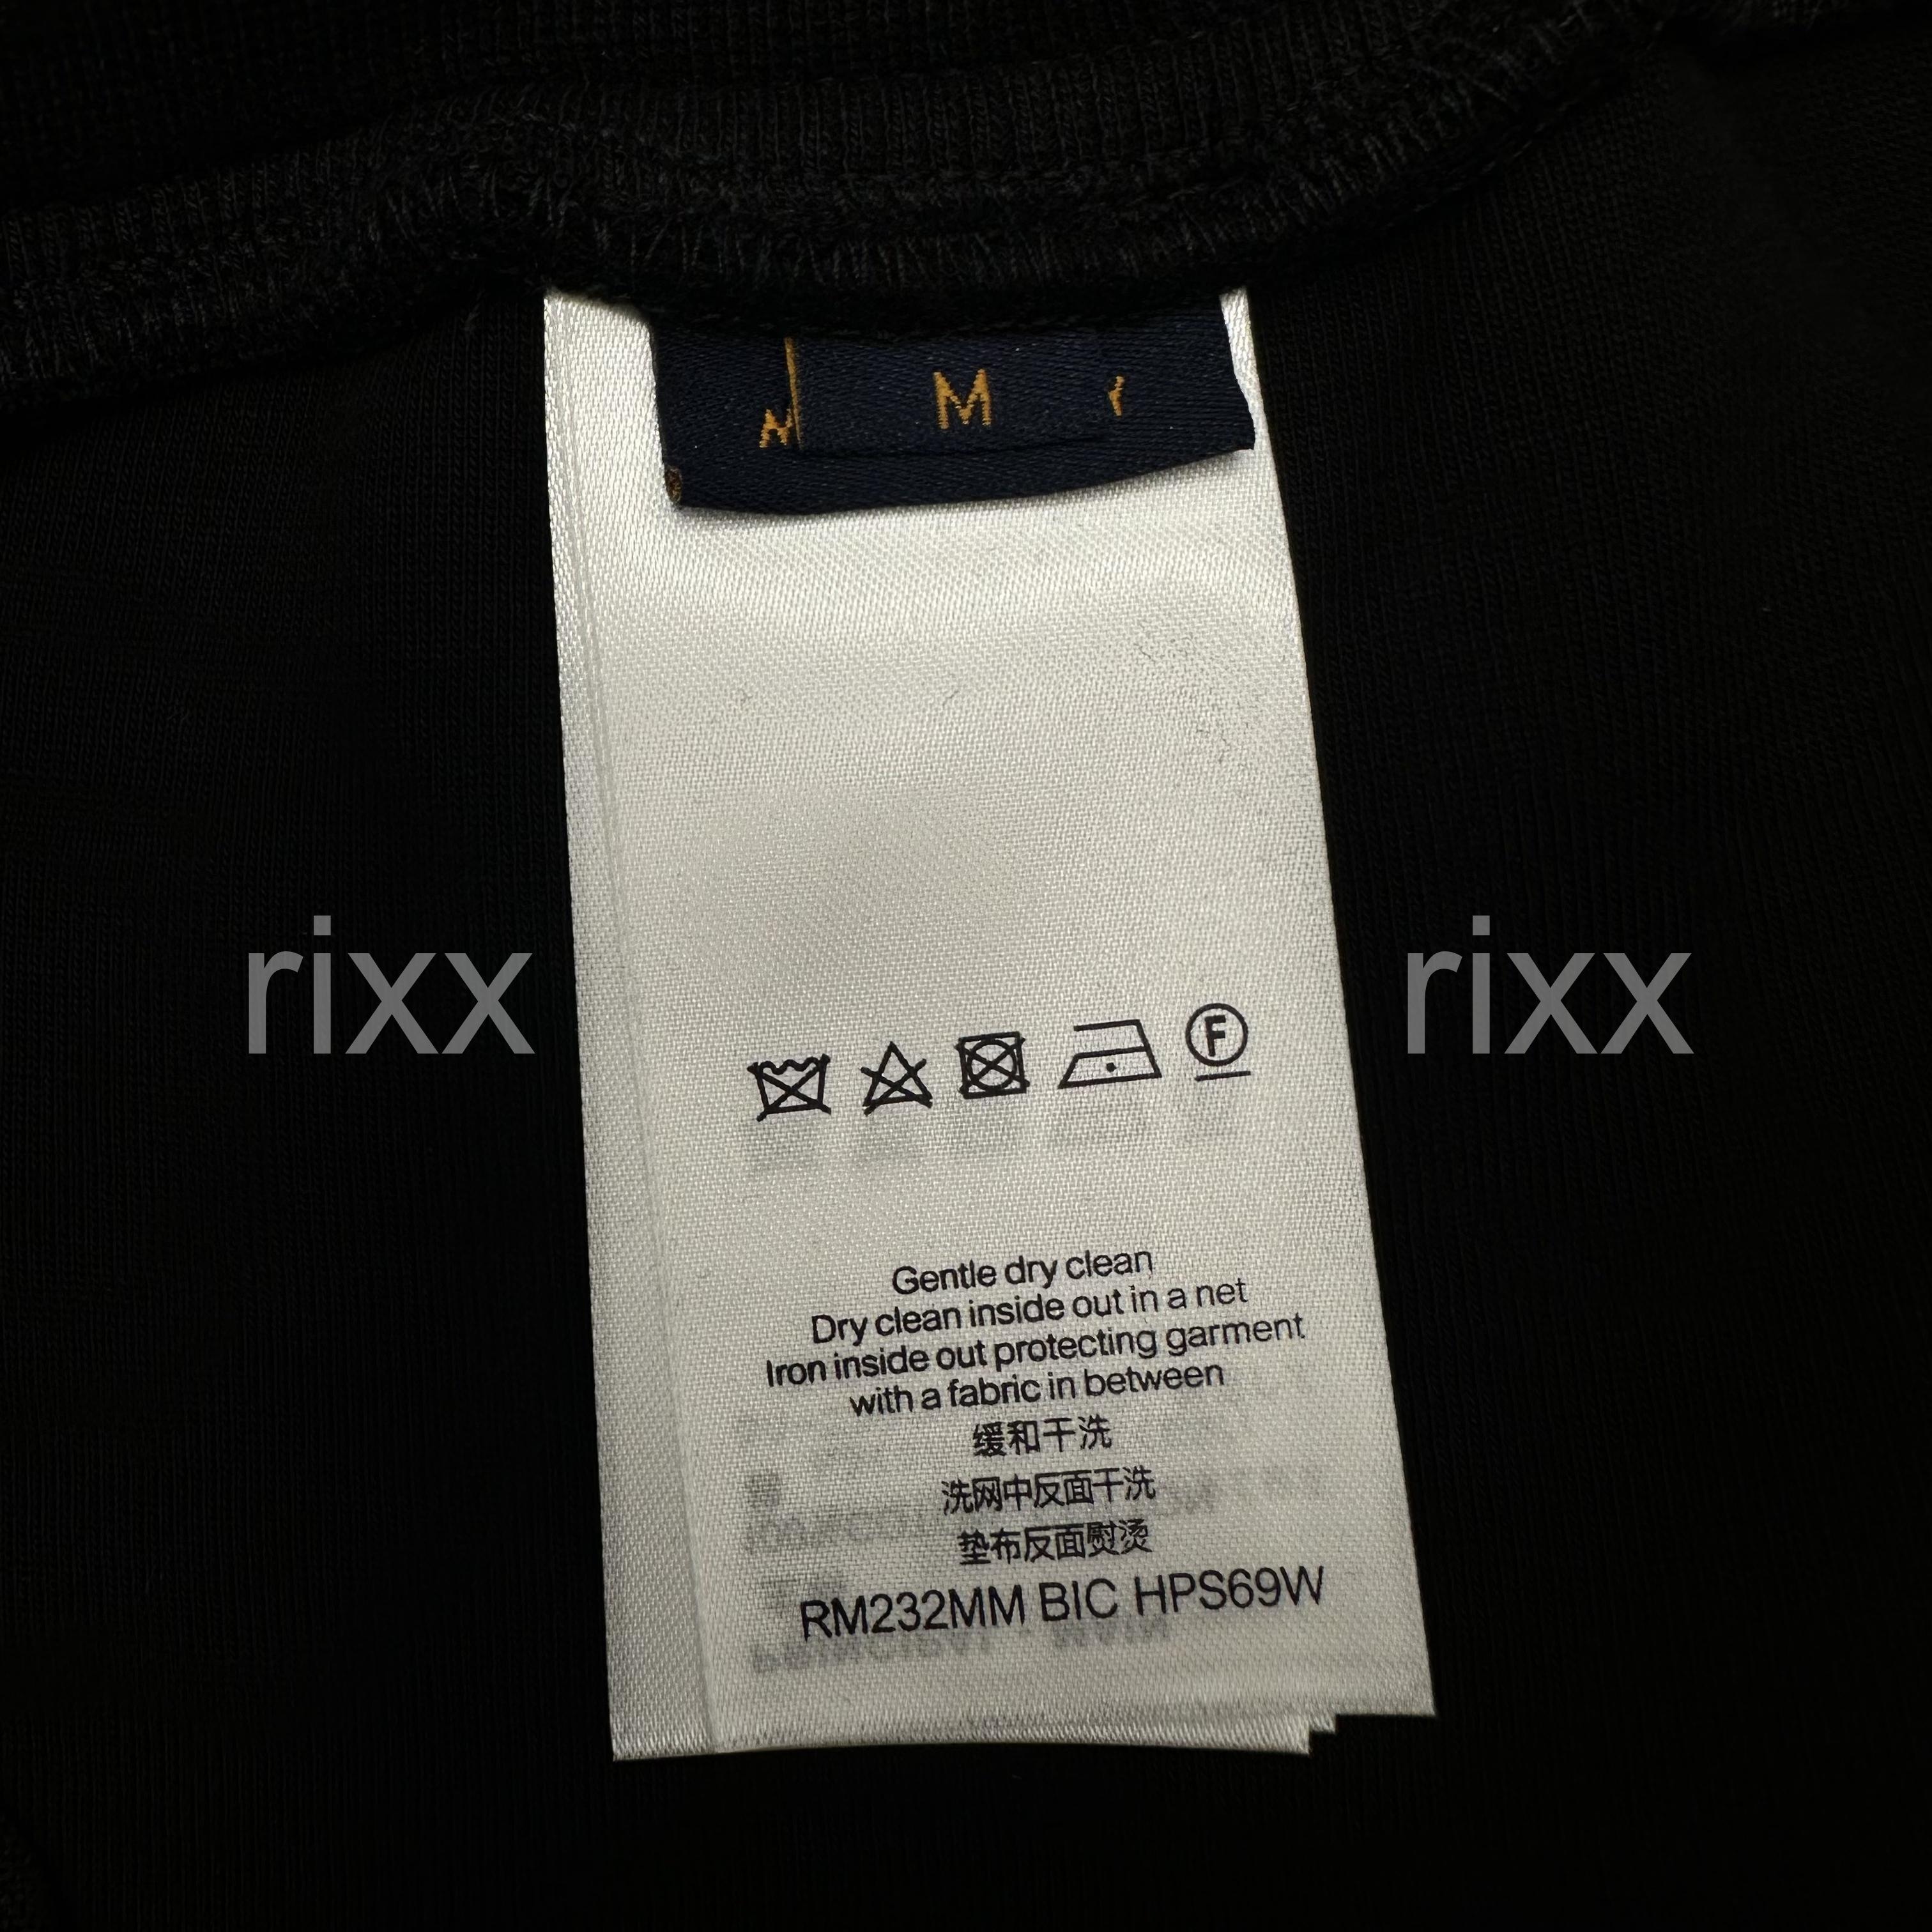 M
rixx rixx
F
Gentle dry clean
Dry clean inside out in a net
Iron inside out protecting garment
with a fabric in between
缓和干洗
洗网中反面干洗
垫布反面熨烫
RM232MM BIC HPS69W